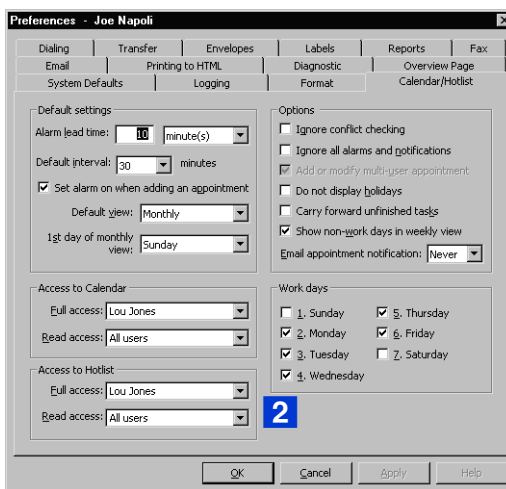 Preferences - Joe Napoli
Dialing Transfer Envelopes Labels Reports Fax
Email Printing to HTML Diagnostic Overview Page
System Defaults Logging Format Calendar/Hotlist
Default settings
Alarm lead time: 10 minute(s)
Default interval: 30 minutes
Set alarm on when adding an appointment
Default view: Monthly
1st day of monthly
view: Sunday
Options
Ignore conflict checking
Ignore all alarms and notifications
Add or modify multi-user appointment
Do not display holidays
Carry forward unfinished tasks
Show non-work days in weekly view
Email appointment notification: Never
Access to Calendar
Full access: Lou Jones
Read access: All users
Work days
1. Sunday 5. Thursday
2. Monday 6. Friday
3. Tuesday 7. Saturday
4. Wednesday
Access to Hotlist
Full access: Lou Jones
Read access: All users
2
OK Cancel Apply Help